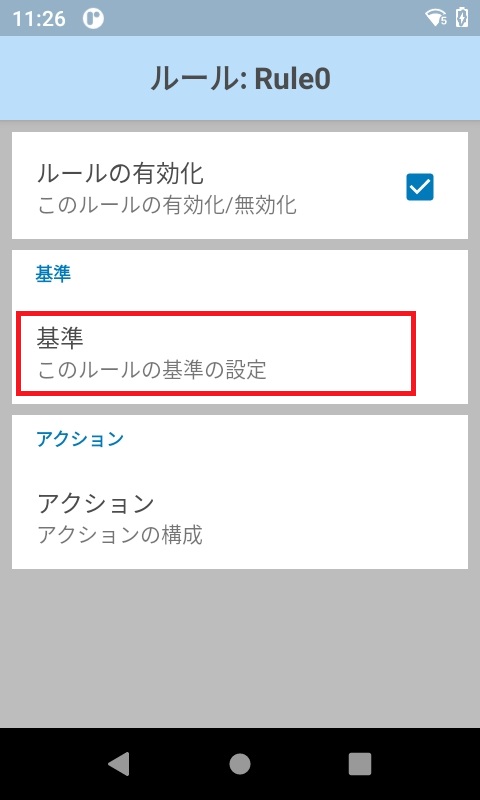 11:26
5
ルール: Rule0
ルールの有効化
このルールの有効化/無効化
基準
基準
このルールの基準の設定
アクション
アクション
アクションの構成